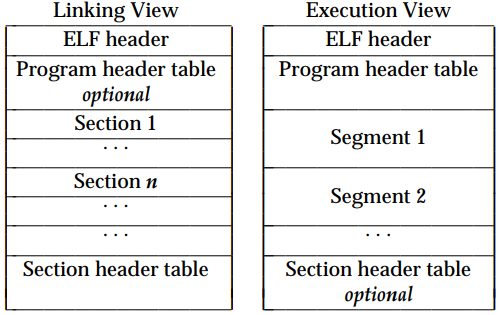 Linking View
ELF header
Program header table
optional
Section 1
. . .
Section n
. . .
. . .
Section header table
Execution View
ELF header
Program header table
Segment 1
Segment 2
. . .
Section header table
optional